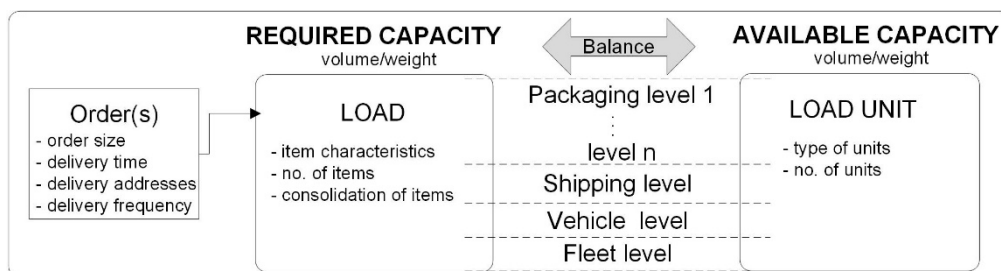 REQUIRED CAPACITY
volume/weight
Balance
AVAILABLE CAPACITY
volume/weight
Order(s)
- order size
- delivery time
- delivery addresses
- delivery frequency
LOAD
- item characteristics
- no. of items
- consolidation of items
Packaging level 1
level n
Shipping level
Vehicle level
Fleet level
LOAD UNIT
- type of units
- no. of units